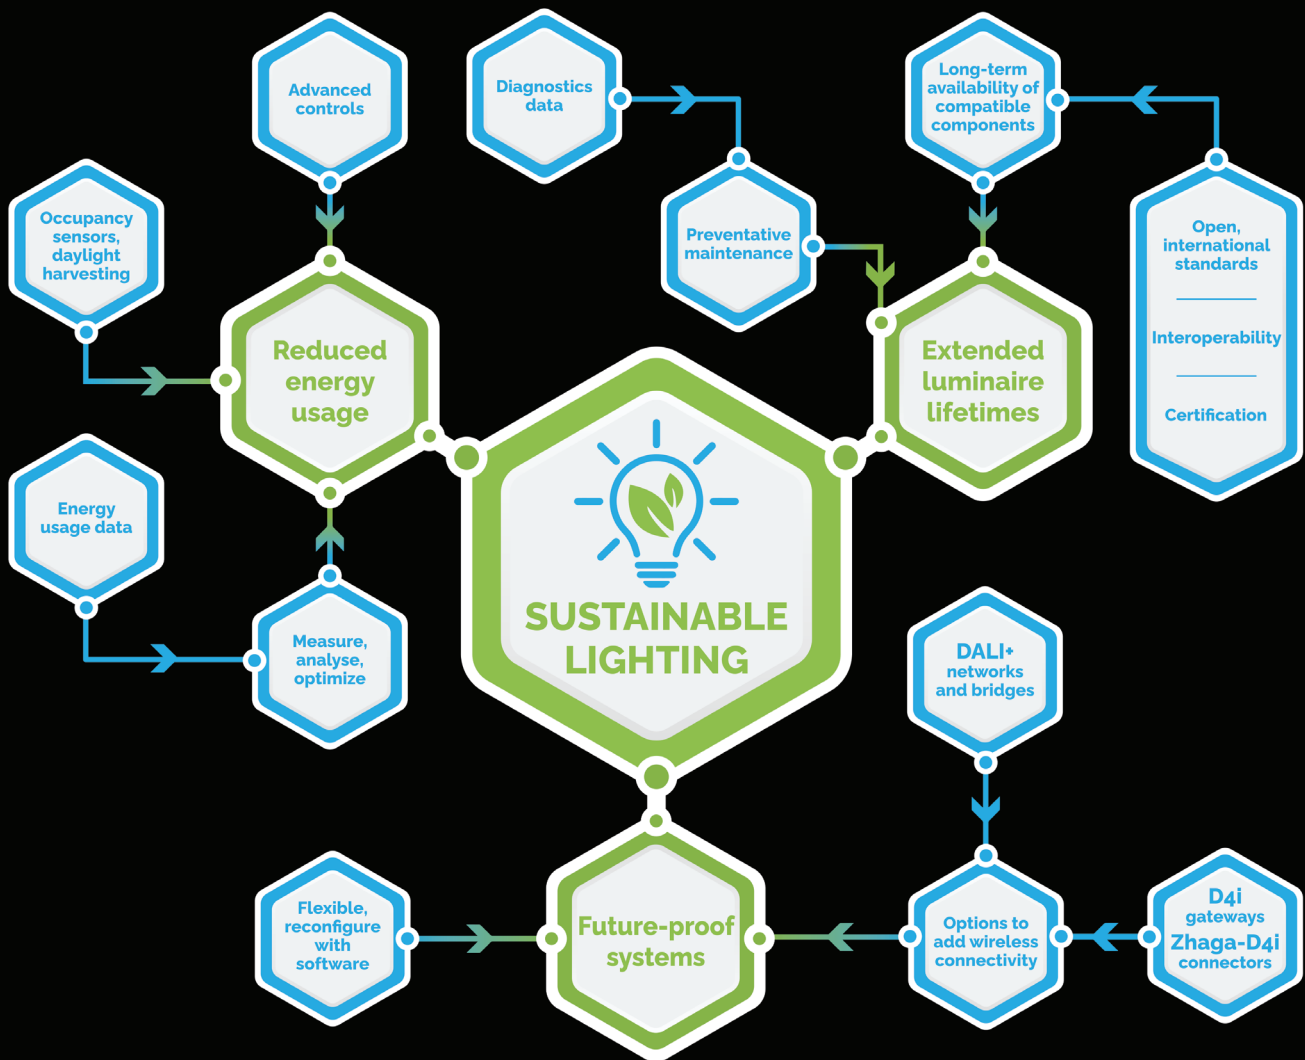 Advanced
controls
Diagnostics
data
Long-term
availability of
compatible
components
Occupancy
sensors,
daylight
harvesting
Preventative
maintenance
Open,
international
standards
Interoperability
Certification
Reduced
energy
usage
Extended
luminaire
lifetimes
Energy
usage data
Measure,
analyse,
optimize
SUSTAINABLE
LIGHTING
DALI+
networks
and bridges
Flexible,
reconfigure
with
software
Future-proof
systems
Options to
add wireless
connectivity
D4i
gateways
Zhaga-D4i
connectors